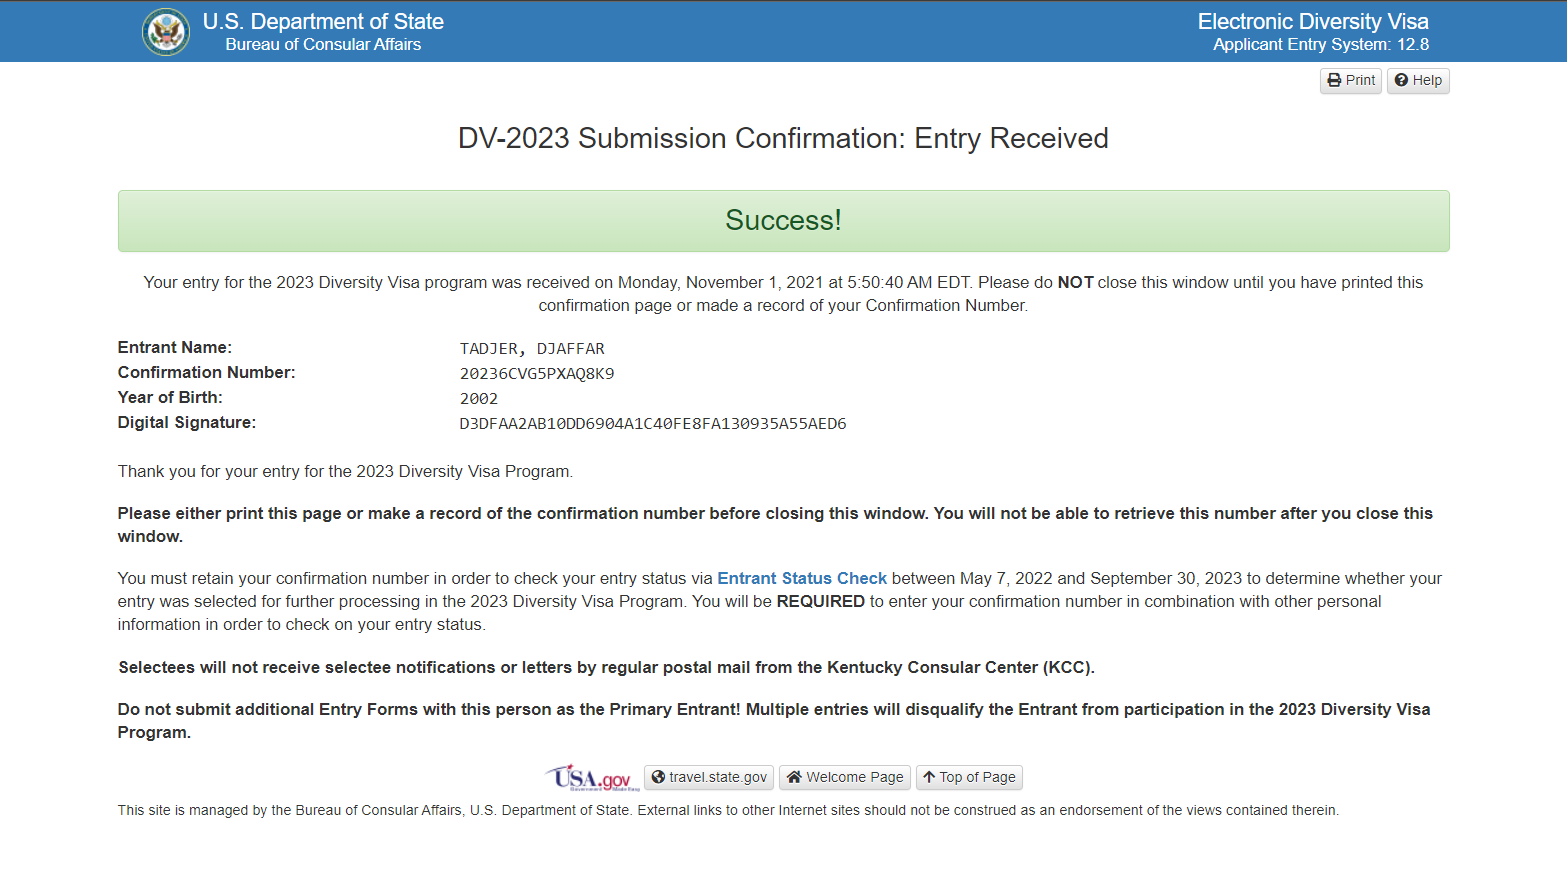 U.S. Department of State
Bureau of Consular Affairs
Electronic Diversity Visa
Applicant Entry System: 12.8
Print
Help
DV-2023 Submission Confirmation: Entry Received
Success!
Your entry for the 2023 Diversity Visa program was received on Monday, November 1, 2021 at 5:50:40 AM EDT. Please do NOT close this window until you have printed this
confirmation page or made a record of your Confirmation Number.
Entrant Name: TADJER, DJAFFAR
Confirmation Number: 20236CVG5PXAQ8K9
Year of Birth: 2002
Digital Signature: D3DFAA2AB10DD6904A1C40FE8FA130935A55AED6
Thank you for your entry for the 2023 Diversity Visa Program.
Please either print this page or make a record of the confirmation number before closing this window. You will not be able to retrieve this number after you close this
window.
You must retain your confirmation number in order to check your entry status via Entrant Status Check between May 7, 2022 and September 30, 2023 to determine whether your
entry was selected for further processing in the 2023 Diversity Visa Program. You will be REQUIRED to enter your confirmation number in combination with other personal
information in order to check on your entry status.
Selectees will not receive selectee notifications or letters by regular postal mail from the Kentucky Consular Center (KCC).
Do not submit additional Entry Forms with this person as the Primary Entrant! Multiple entries will disqualify the Entrant from participation in the 2023 Diversity Visa
Program.
USA.gov
Government Made Easy
travel.state.gov
Welcome Page
Top of Page
This site is managed by the Bureau of Consular Affairs, U.S. Department of State. External links to other Internet sites should not be construed as an endorsement of the views contained therein.